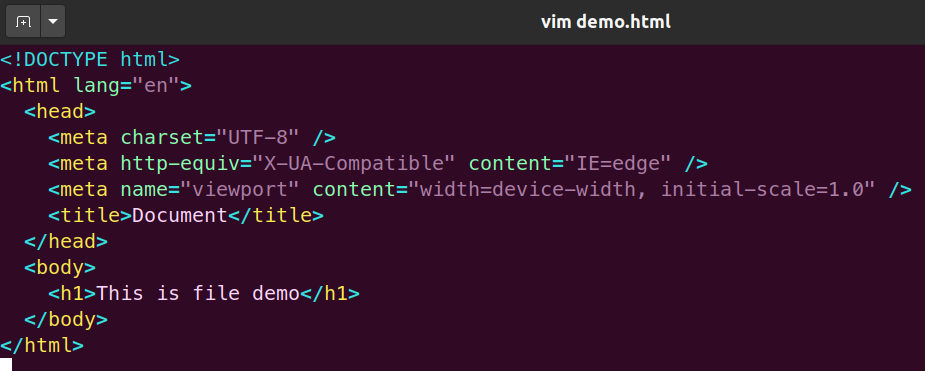 vim demo.html
<!DOCTYPE html>
<html lang="en">
  <head>
    <meta charset="UTF-8" />
    <meta http-equiv="X-UA-Compatible" content="IE=edge" />
    <meta name="viewport" content="width=device-width, initial-scale=1.0" />
    <title>Document</title>
  </head>
  <body>
    <h1>This is file demo</h1>
  </body>
</html>